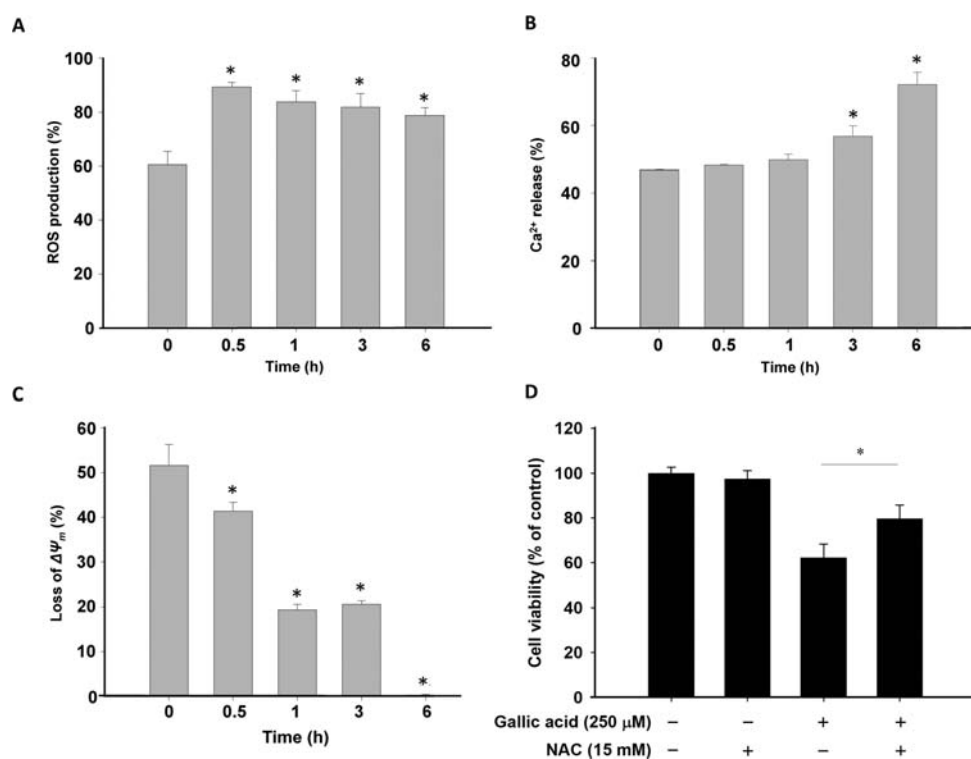 A
ROS production (%)
100
80
60
40
20
0
* * * *
0 0.5 1 3 6
Time (h)
B
Ca²⁺ release (%)
80
60
40
20
0
* *
0 0.5 1 3 6
Time (h)
C
Loss of ΔΨm (%)
60
50
40
30
20
10
0
* * * *
0 0.5 1 3 6
Time (h)
D
Cell viability (% of control)
120
100
80
60
40
20
0
*
Gallic acid (250 μM) – – + +
NAC (15 mM) – + – +